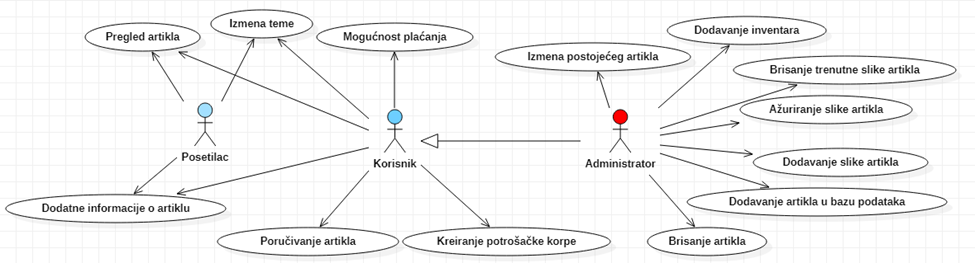 Izmena teme
Pregled artikla
Mogućnost plaćanja
Dodavanje inventara
Izmena postojećeg artikla
Brisanje trenutne slike artikla
Ažuriranje slike artikla
Posetilac
Korisnik
Administrator
Dodavanje slike artikla
Dodatne informacije o artiklu
Dodavanje artikla u bazu podataka
Poručivanje artikla
Kreiranje potrošačke korpe
Brisanje artikla